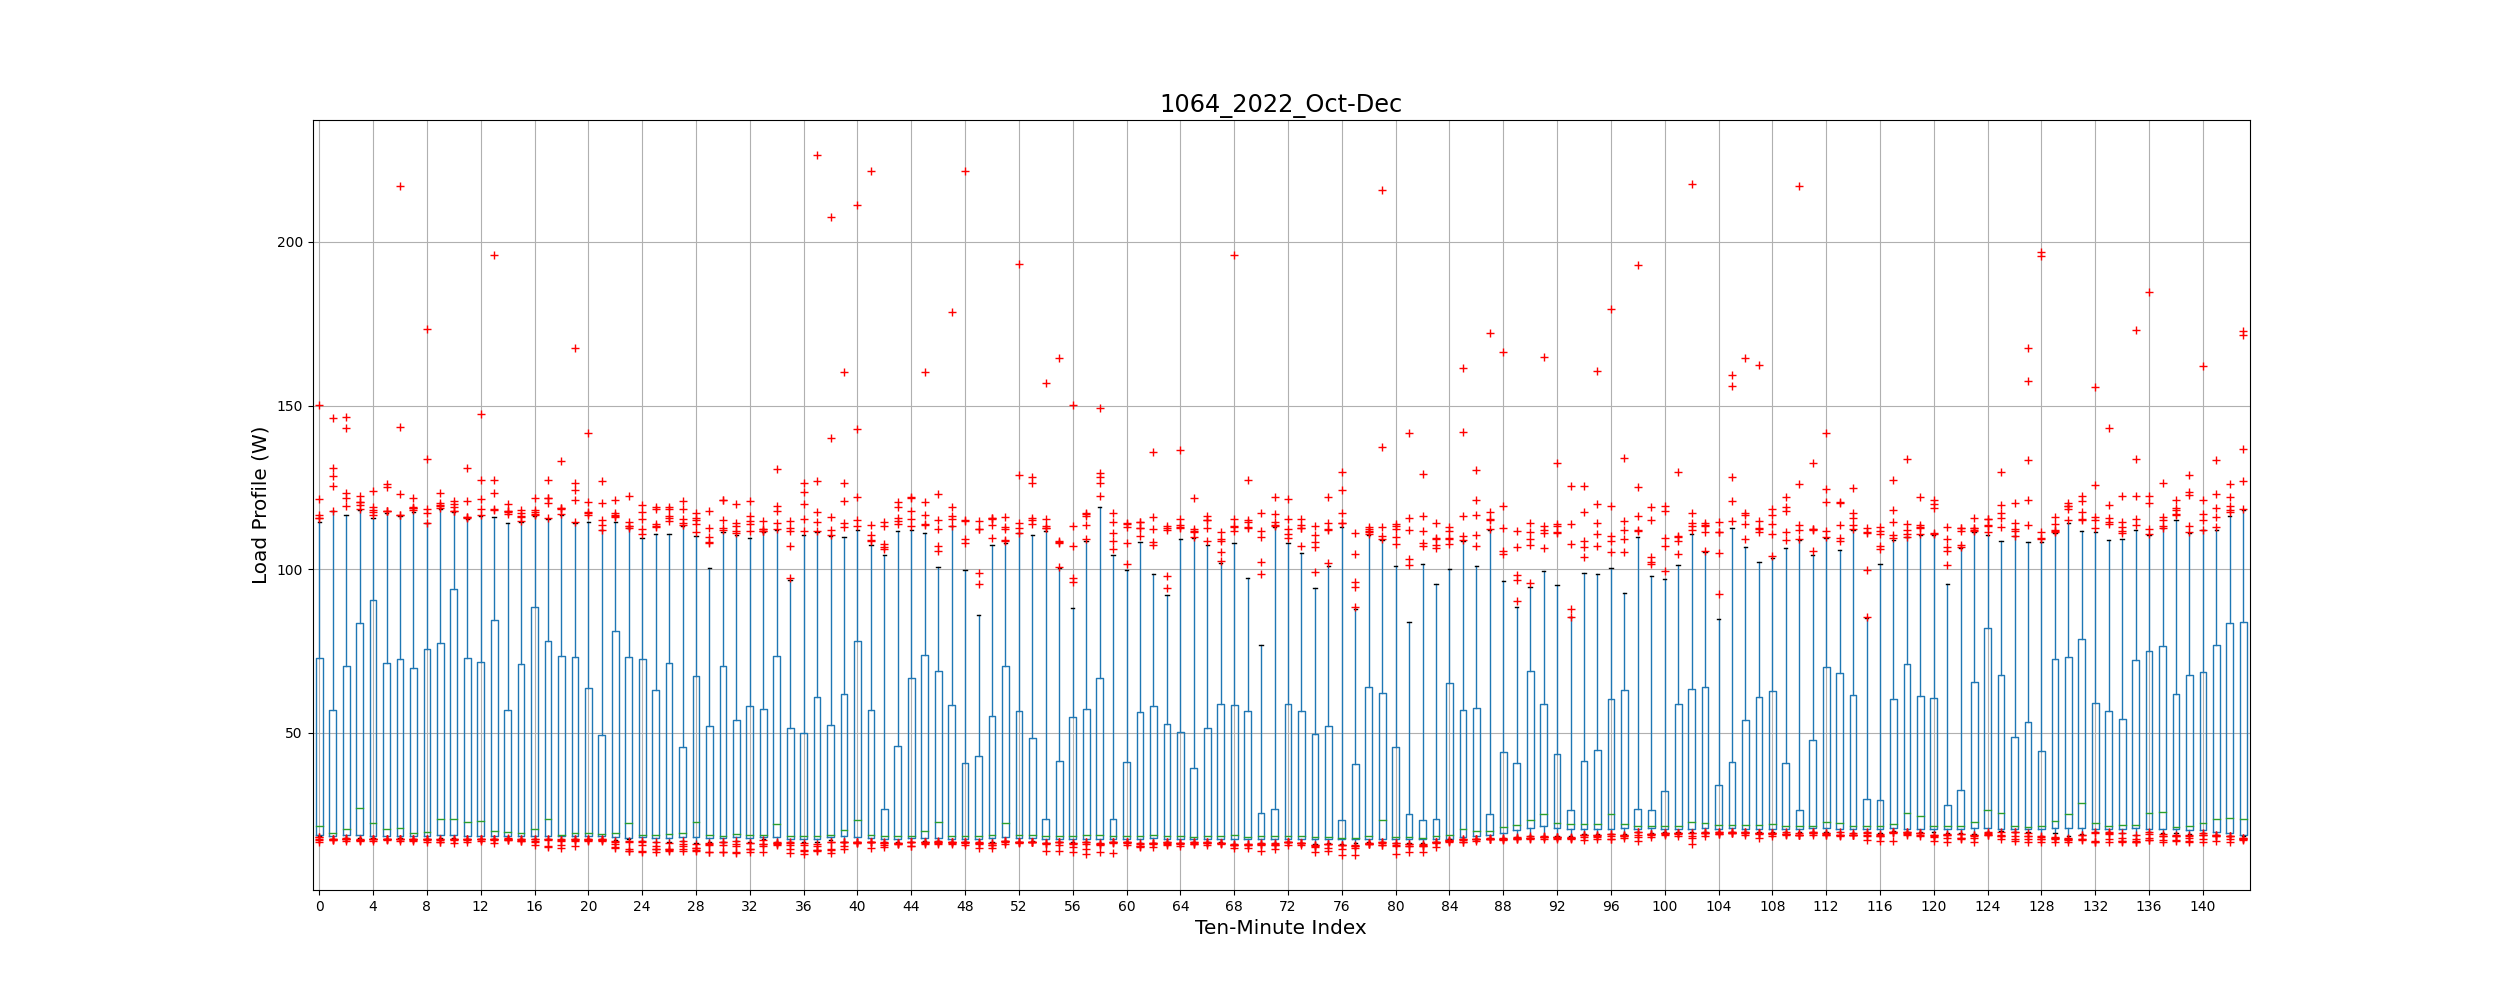 1064_2022_Oct-Dec
Load Profile (W)
200
150
100
50
0 4 8 12 16 20 24 28 32 36 40 44 48 52 56 60 64 68 72 76 80 84 88 92 96 100 104 108 112 116 120 124 128 132 136 140
Ten-Minute Index